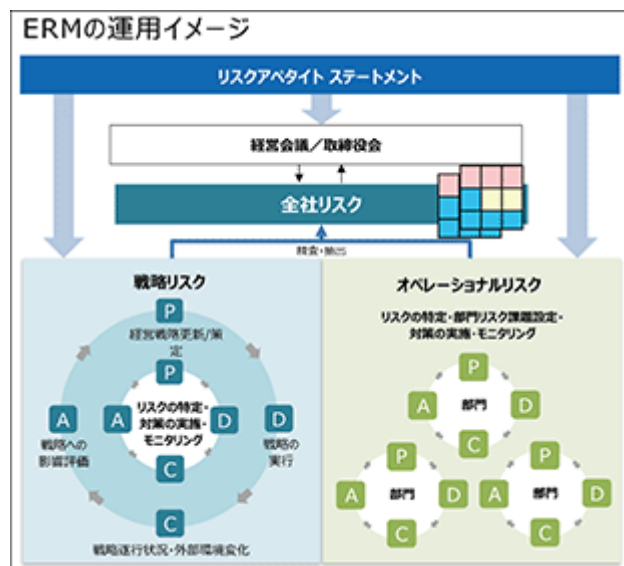 ERMの運用イメージ
リスクアペタイト ステートメント
経営会議／取締役会
全社リスク
精査・抽出
戦略リスク
P
経営戦略更新/策
定
P
A
A
リスクの特定・
対策の実施・
モニタリング
D
D
戦略への
影響評価
戦略の
実行
C
C
戦略遂行状況・外部環境変化
オペレーショナルリスク
リスクの特定・部門リスク課題設定・
対策の実施・モニタリング
P
A
部門
D
C
P
A
部門
D
C
P
A
部門
D
C